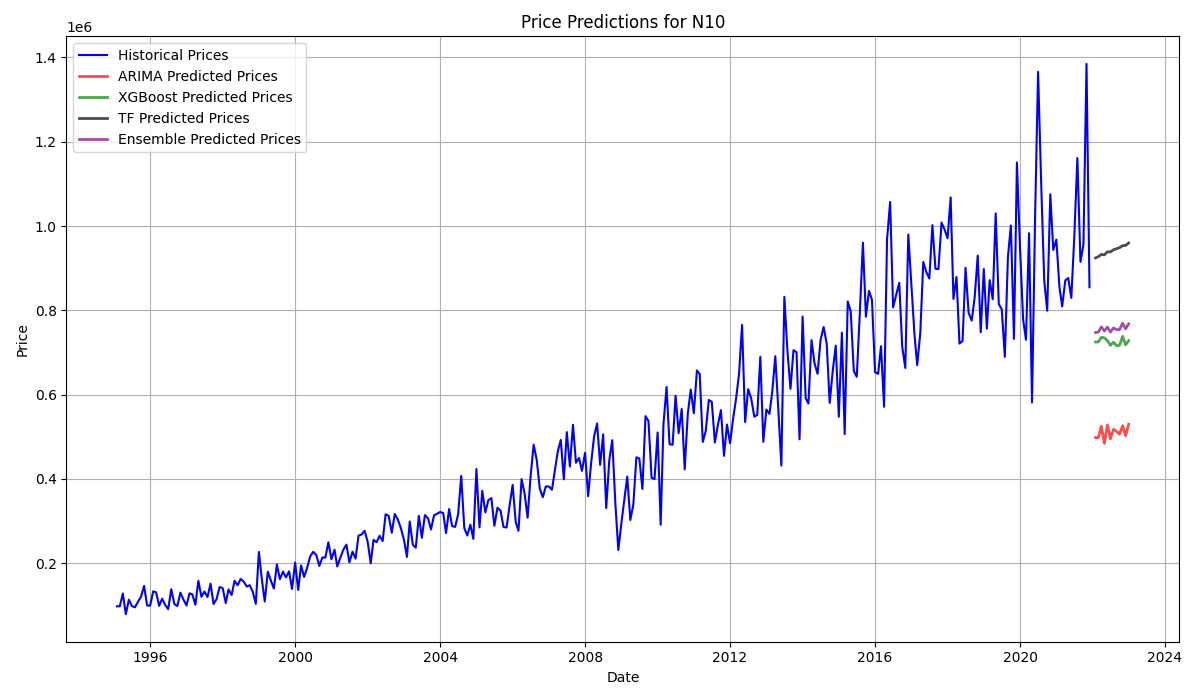 Price Predictions for N10
1e6
Historical Prices
ARIMA Predicted Prices
XGBoost Predicted Prices
TF Predicted Prices
Ensemble Predicted Prices
1.4
1.2
1.0
0.8
0.6
0.4
0.2
Price
1996 2000 2004 2008 2012 2016 2020 2024
Date